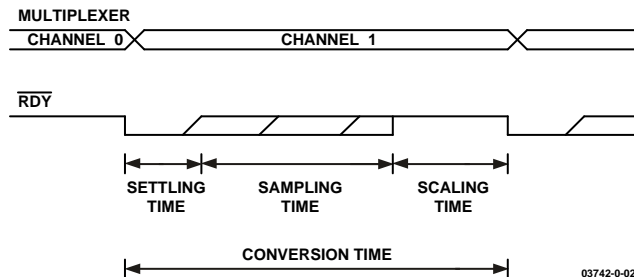 MULTIPLEXER
CHANNEL 0 CHANNEL 1
RDY
SETTLING TIME
SAMPLING TIME
SCALING TIME
CONVERSION TIME
03742-0-02